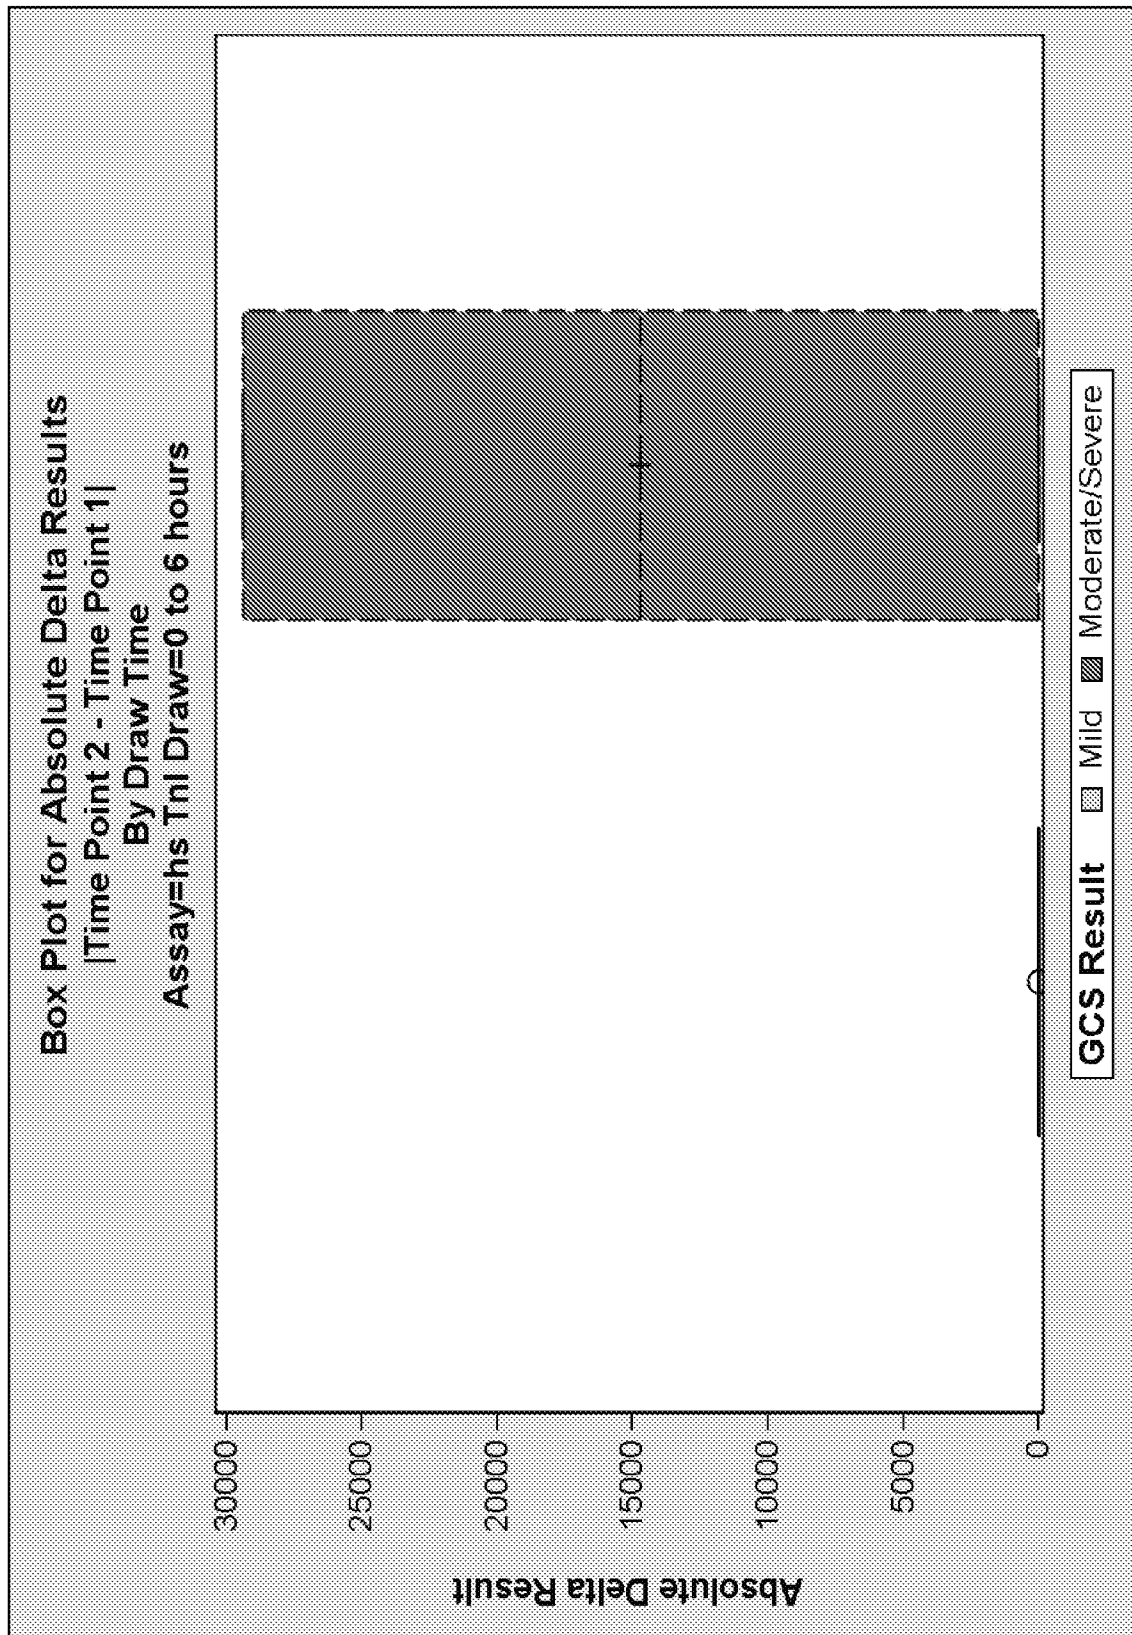 Box Plot for Absolute Delta Results
|Time Point 2 - Time Point 1|
By Draw Time
Assay=hs TnI Draw=0 to 6 hours
Absolute Delta Result
30000
25000
20000
15000
10000
5000
0
GCS Result Mild Moderate/Severe